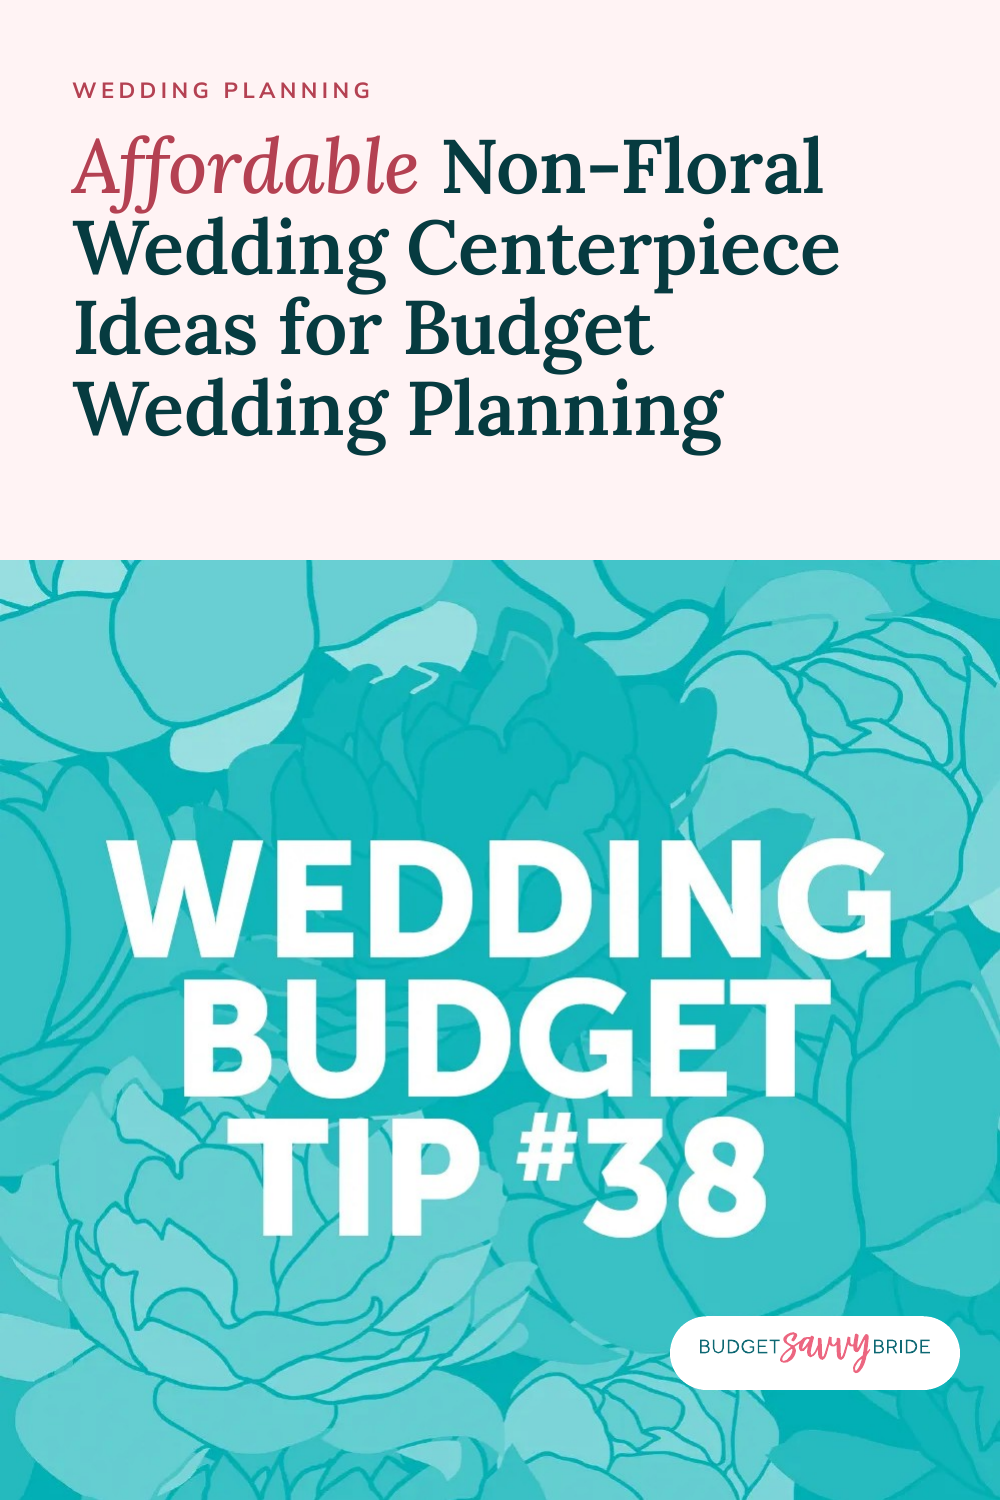 WEDDING PLANNING
Affordable Non-Floral
Wedding Centerpiece
Ideas for Budget
Wedding Planning
WEDDING
BUDGET
TIP #38
BUDGET savvy BRIDE